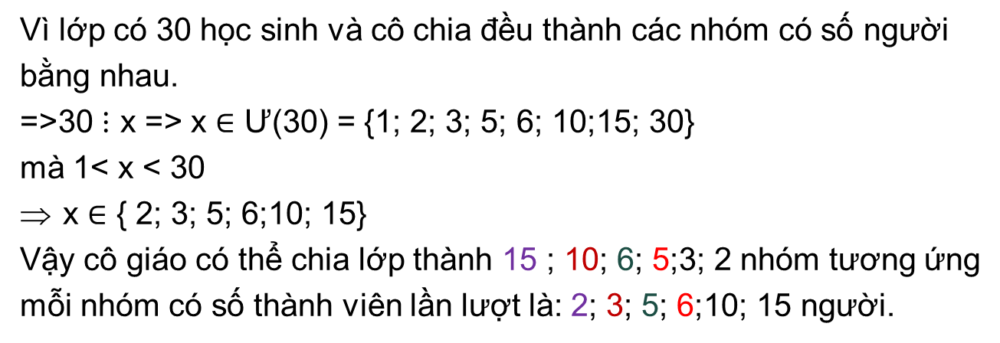 Vì lớp có 30 học sinh và cô chia đều thành các nhóm có số người
bằng nhau.
=>30 ⋮ x => x ∈ Ư(30) = {1; 2; 3; 5; 6; 10;15; 30}
mà 1< x < 30
⇒ x ∈ { 2; 3; 5; 6;10; 15}
Vậy cô giáo có thể chia lớp thành 15 ; 10; 6; 5;3; 2 nhóm tương ứng
mỗi nhóm có số thành viên lần lượt là: 2; 3; 5; 6;10; 15 người.